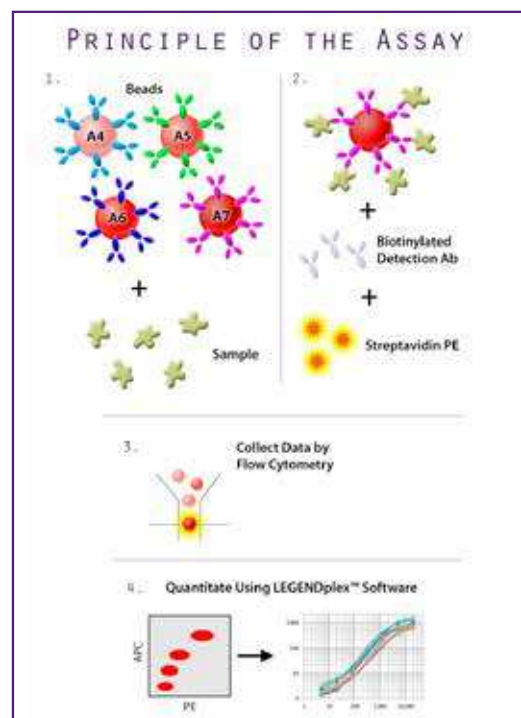 PRINCIPLE OF THE ASSAY
1.
Beads
A4
A5
A6
A7
+
Sample
2.
+
Biotinylated
Detection Ab
+
Streptavidin PE
3.
Collect Data by
Flow Cytometry
4.
Quantitate Using LEGENDplex™ Software
APC
PE